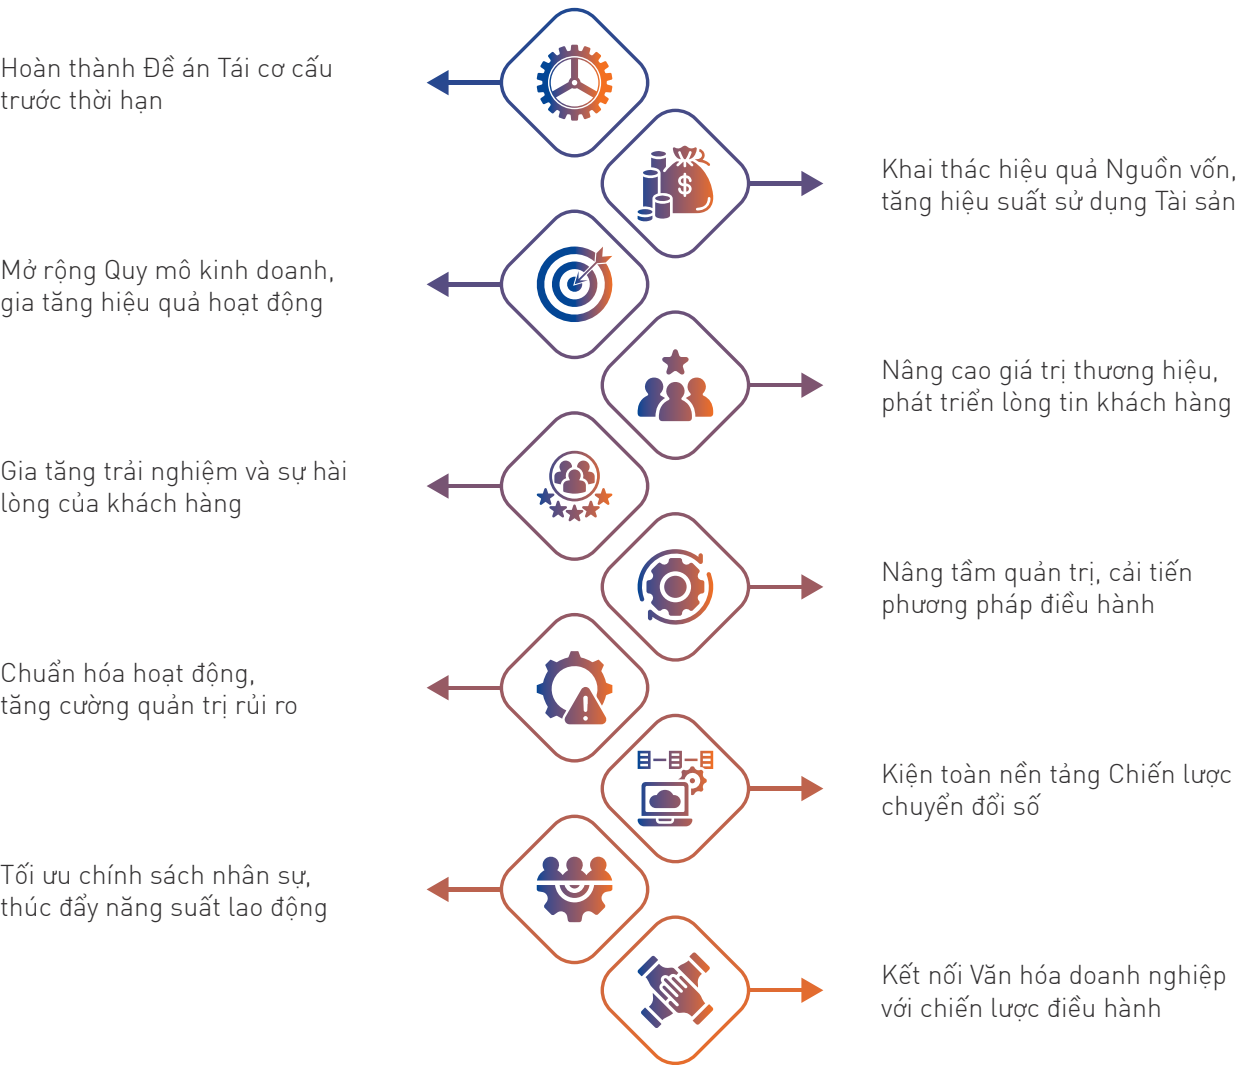 Hoàn thành Đề án Tái cơ cấu
trước thời hạn
Khai thác hiệu quả Nguồn vốn,
tăng hiệu suất sử dụng Tài sản
$
Mở rộng Quy mô kinh doanh,
gia tăng hiệu quả hoạt động
Nâng cao giá trị thương hiệu,
phát triển lòng tin khách hàng
Gia tăng trải nghiệm và sự hài
lòng của khách hàng
Nâng tầm quản trị, cải tiến
phương pháp điều hành
Chuẩn hóa hoạt động,
tăng cường quản trị rủi ro
Kiện toàn nền tảng Chiến lược
chuyển đổi số
Tối ưu chính sách nhân sự,
thúc đẩy năng suất lao động
Kết nối Văn hóa doanh nghiệp
với chiến lược điều hành